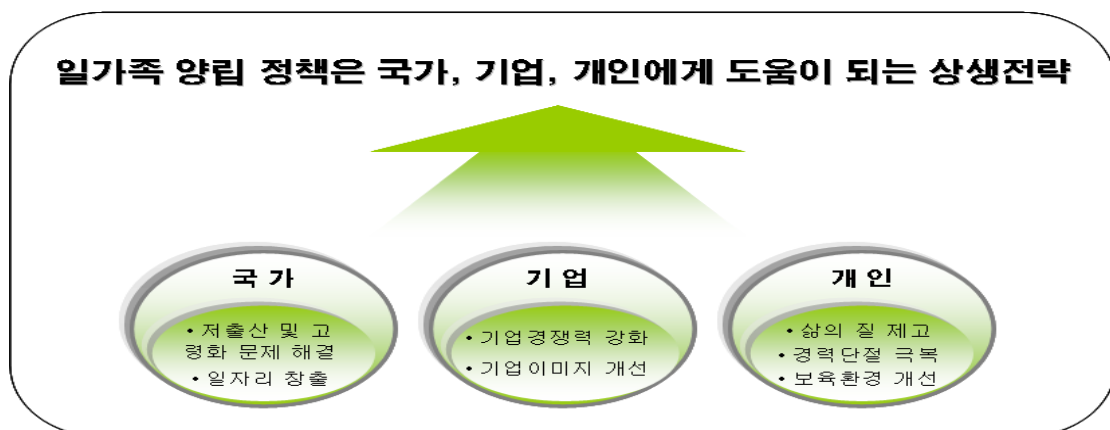 일가족 양립 정책은 국가, 기업, 개인에게 도움이 되는 상생전략
국 가
• 저출산 및 고
령화 문제 해결
• 일자리 창출
기 업
• 기업경쟁력 강화
• 기업이미지 개선
개 인
• 삶의 질 제고
• 경력단절 극복
• 보육환경 개선